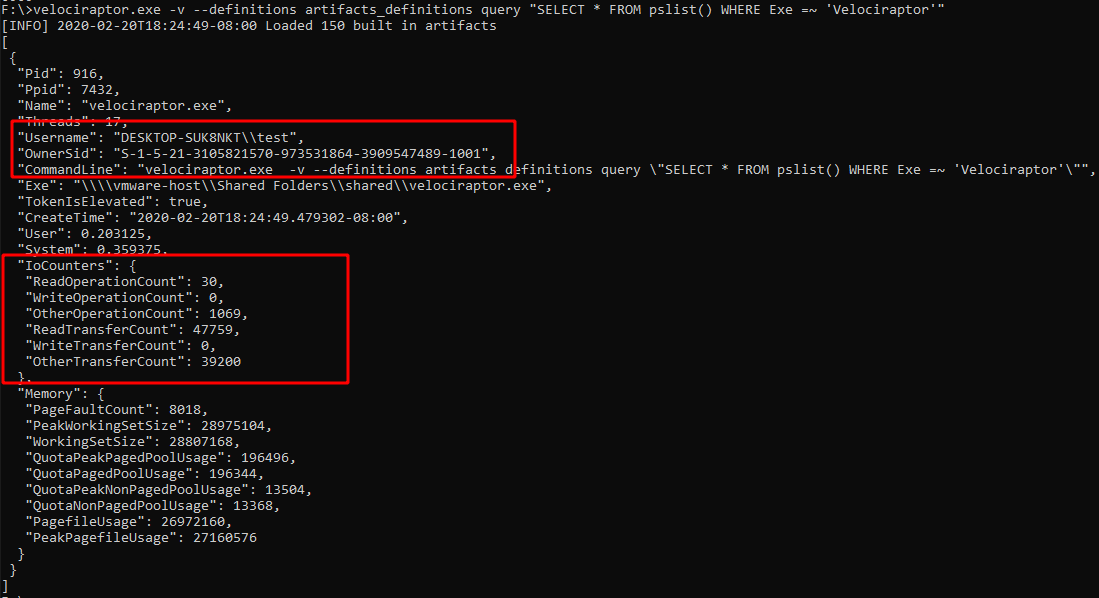 F:\>velociraptor.exe -v --definitions artifacts_definitions query "SELECT * FROM pslist() WHERE Exe =~ 'Velociraptor'"
[INFO] 2020-02-20T18:24:49-08:00 Loaded 150 built in artifacts
[
{
"Pid": 916,
"Ppid": 7432,
"Name": "velociraptor.exe",
"Threads": 17,
"Username": "DESKTOP-SUK8NKT\\test",
"OwnerSid": "S-1-5-21-3105821570-973531864-3909547489-1001",
"CommandLine": "velociraptor.exe  -v --definitions artifacts_definitions query \"SELECT * FROM pslist() WHERE Exe =~ 'Velociraptor'\"",
"Exe": "\\\\vmware-host\\Shared Folders\\shared\\velociraptor.exe",
"TokenIsElevated": true,
"CreateTime": "2020-02-20T18:24:49.479302-08:00",
"User": 0.203125,
"System": 0.359375,
"IoCounters": {
"ReadOperationCount": 30,
"WriteOperationCount": 0,
"OtherOperationCount": 1069,
"ReadTransferCount": 47759,
"WriteTransferCount": 0,
"OtherTransferCount": 39200
},
"Memory": {
"PageFaultCount": 8018,
"PeakWorkingSetSize": 28975104,
"WorkingSetSize": 28807168,
"QuotaPeakPagedPoolUsage": 196496,
"QuotaPagedPoolUsage": 196344,
"QuotaPeakNonPagedPoolUsage": 13504,
"QuotaNonPagedPoolUsage": 13368,
"PagefileUsage": 26972160,
"PeakPagefileUsage": 27160576
}
}
]